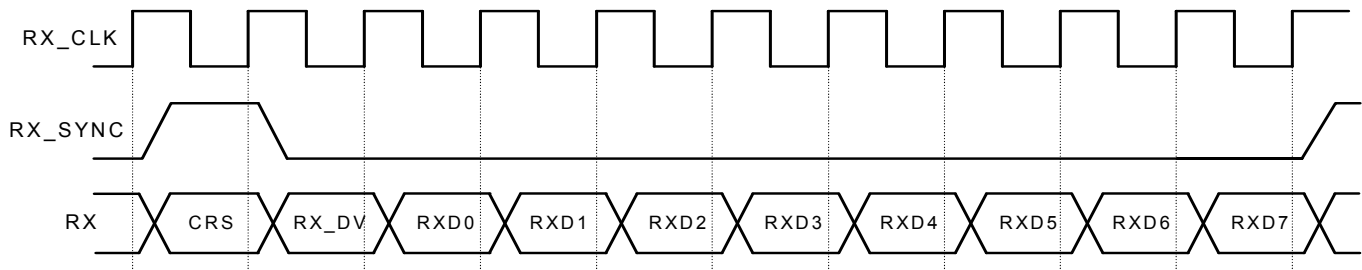 RX_CLK
RX_SYNC
RX CRS RX_DV RXD0 RXD1 RXD2 RXD3 RXD4 RXD5 RXD6 RXD7